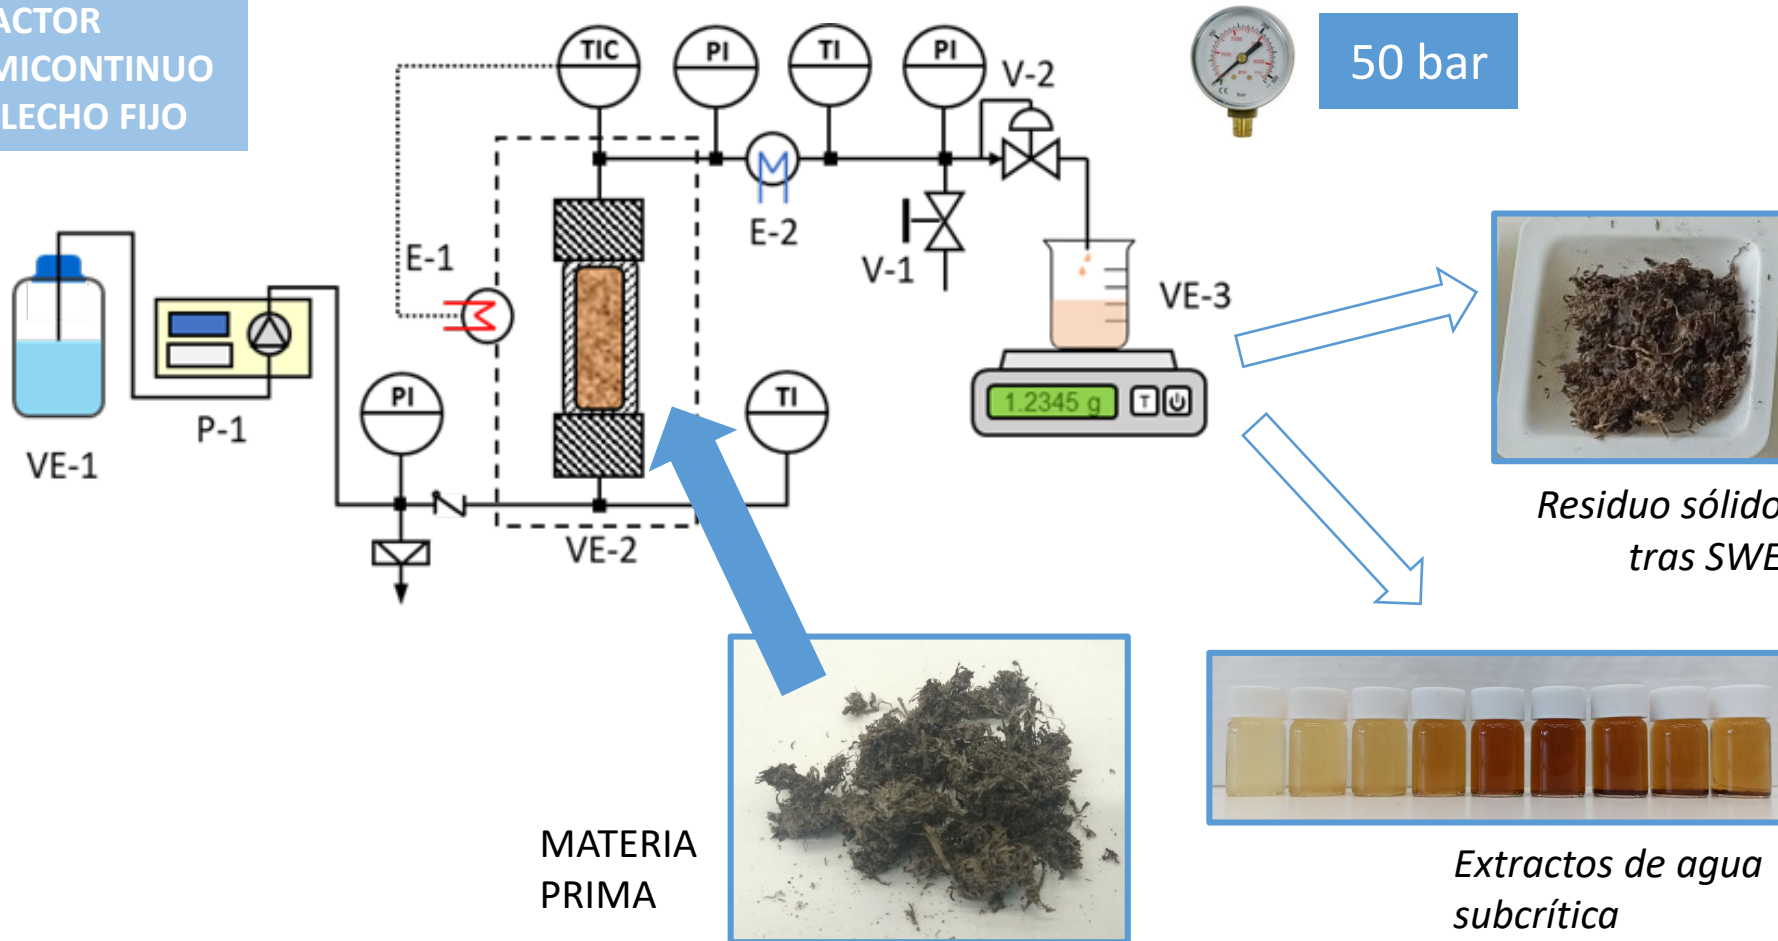 ACTOR
MICONTINUO
LECHO FIJO
TIC
PI
TI
PI
V-2
50 bar
E-1
E-2
V-1
VE-3
1.2345 g
T
P-1
PI
TI
VE-1
VE-2
Residuo sólido
tras SWE
MATERIA
PRIMA
Extractos de agua
subcrítica